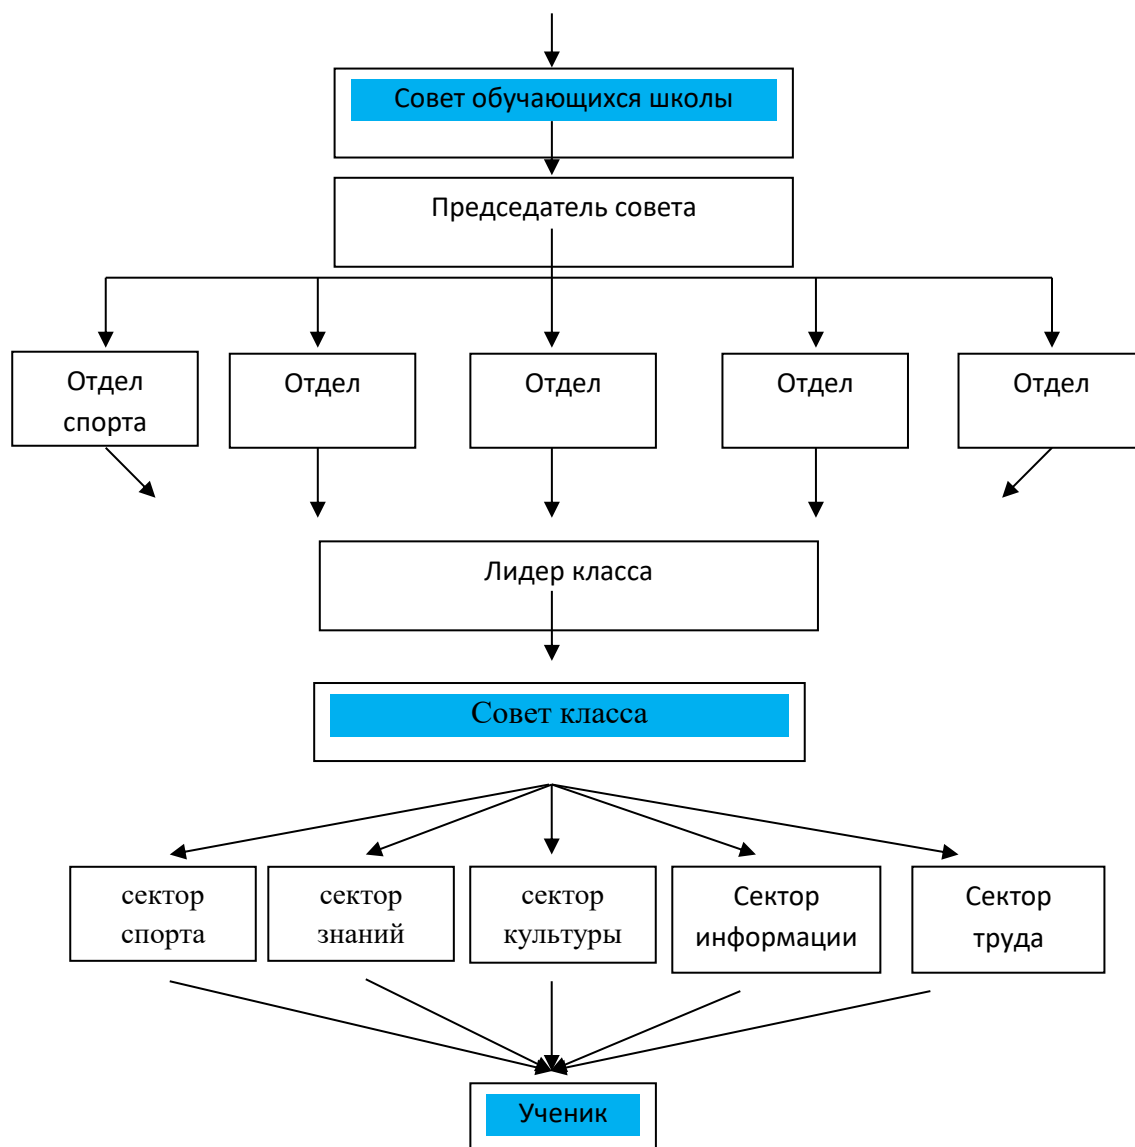 Совет обучающихся школы
Председатель совета
Отдел
спорта
Отдел
Отдел
Отдел
Отдел
Лидер класса
Совет класса
сектор
спорта
сектор
знаний
сектор
культуры
Сектор
информации
Сектор
труда
Ученик